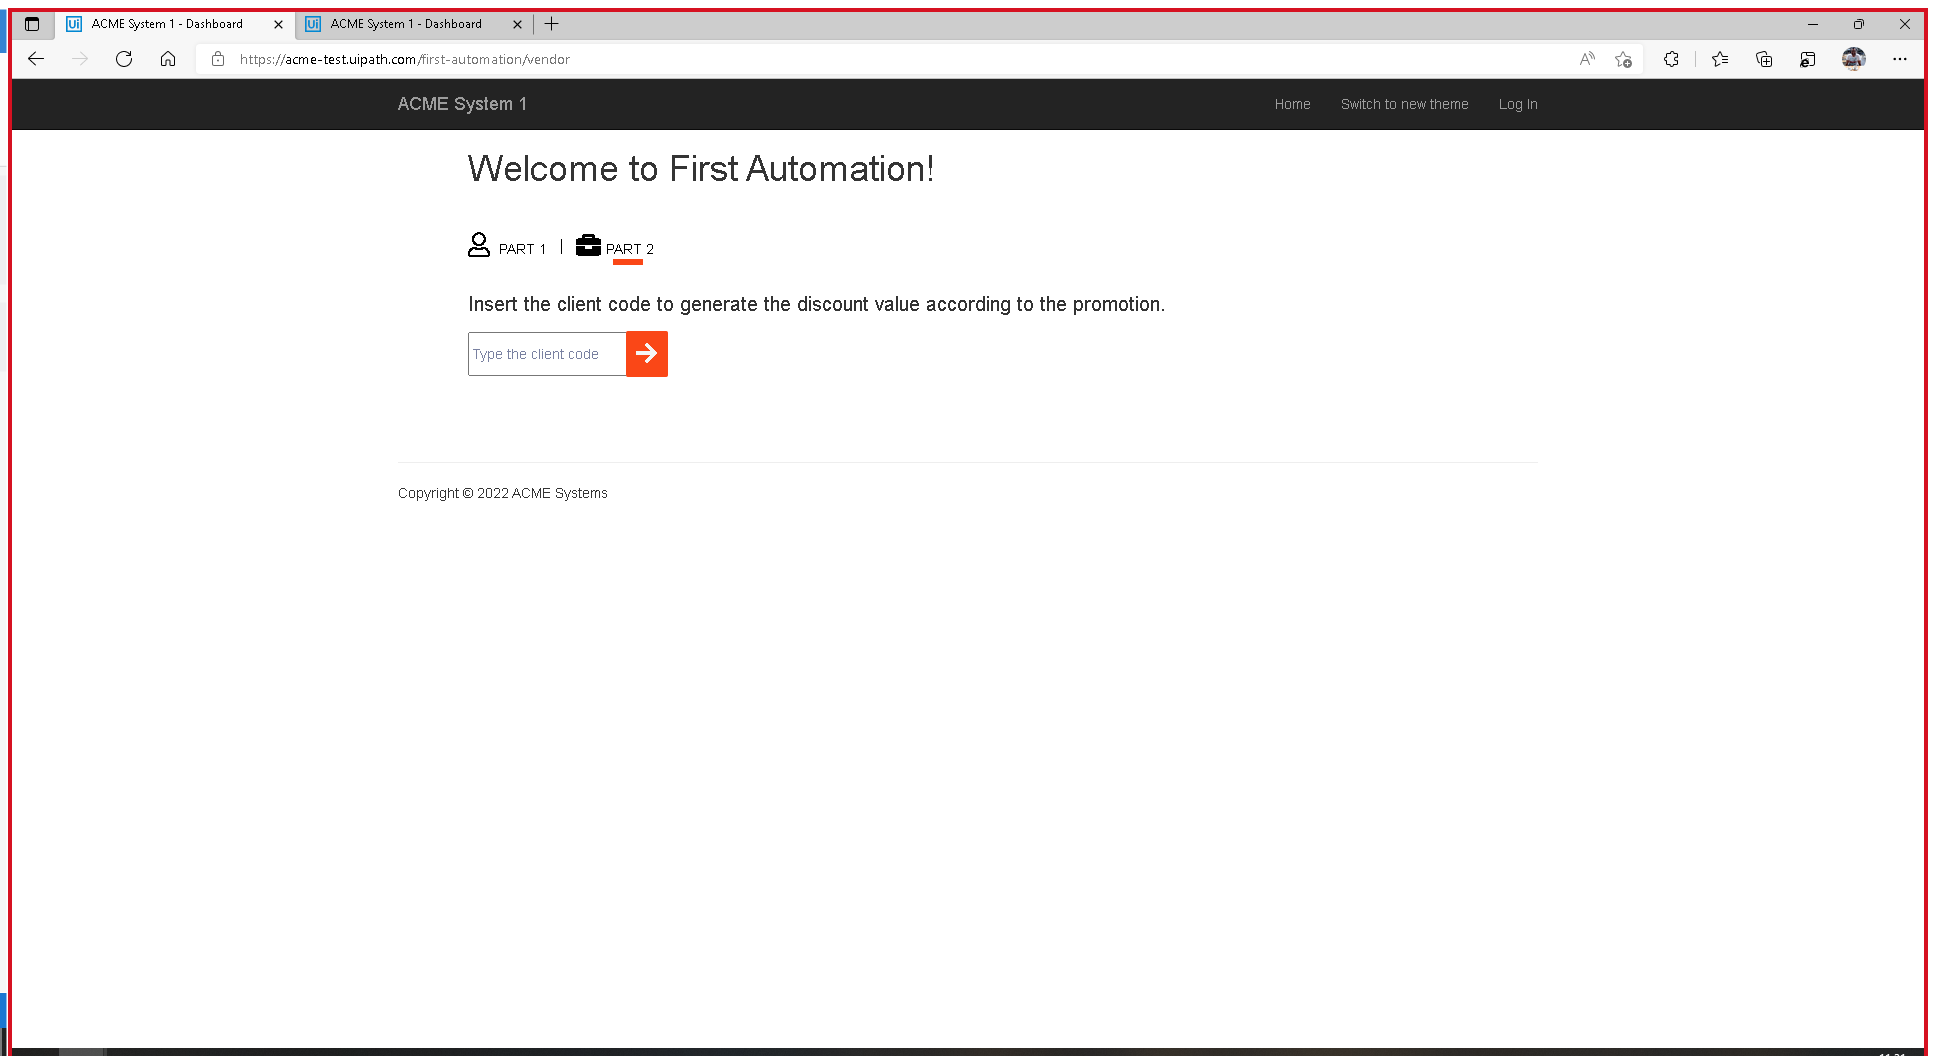 ACME System 1 - Dashboard
ACME System 1 - Dashboard
https://acme-test.uipath.com/first-automation/vendor
ACME System 1
Home
Switch to new theme
Log In
Welcome to First Automation!
PART 1 | PART 2
Insert the client code to generate the discount value according to the promotion.
Type the client code
Copyright © 2022 ACME Systems